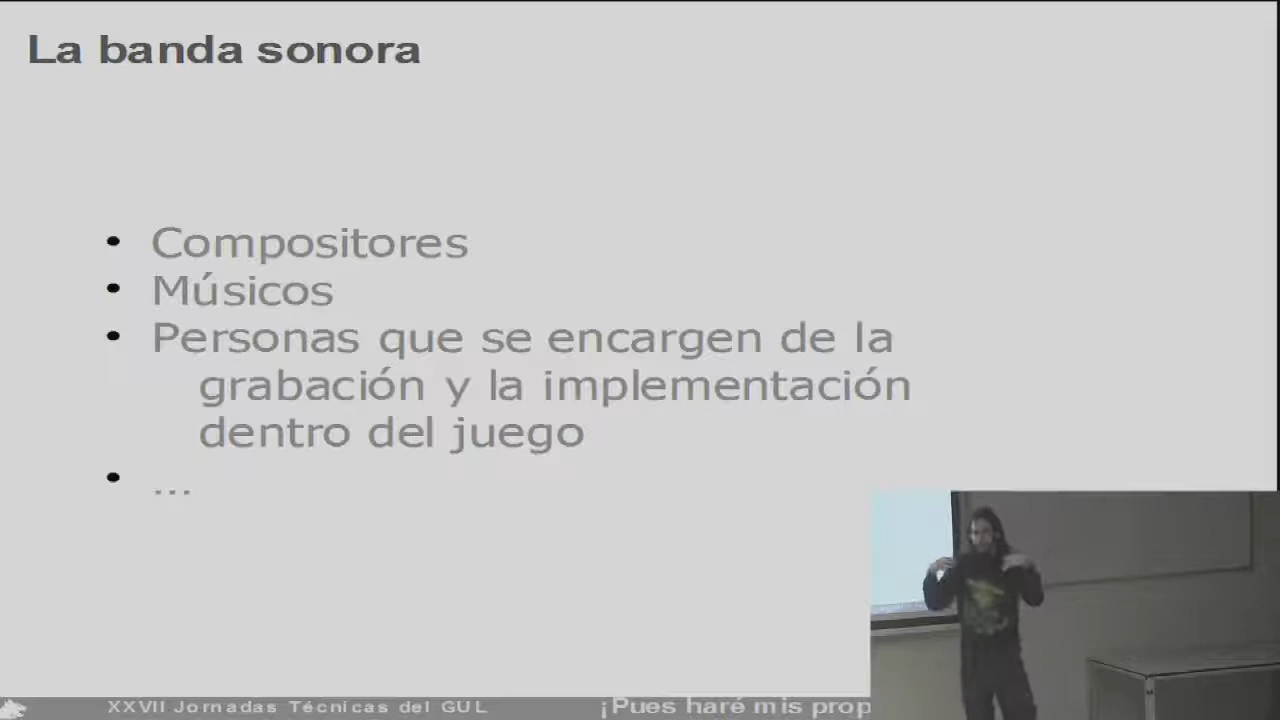 La banda sonora
• Compositores
• Músicos
• Personas que se encargen de la
grabación y la implementación
dentro del juego
• ...
XXVII Jornadas Técnicas del GUL
¡Pues haré mis prop